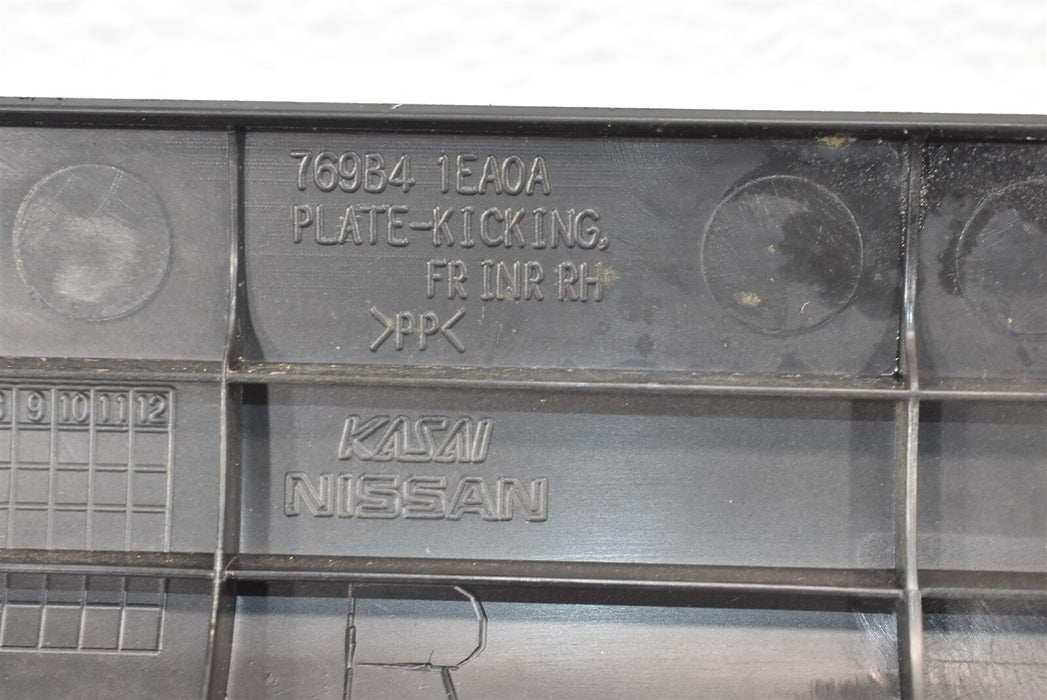 769B4 1EA0A
PLATE-KICKING,
FR INR RH
>PP<
9 10 11 12
KASAI
NISSAN
R